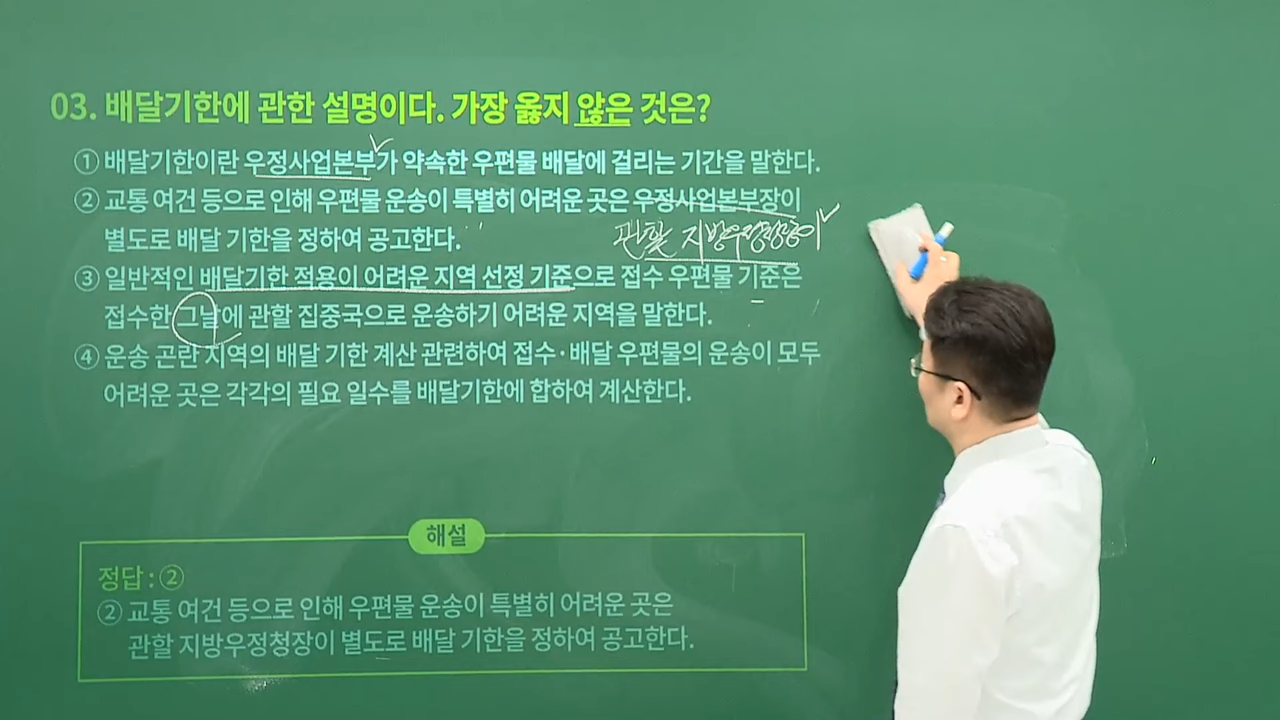 03. 배달기한에 관한 설명이다. 가장 옳지 않은 것은?
① 배달기한이란 우정사업본부가 약속한 우편물 배달에 걸리는 기간을 말한다.
② 교통 여건 등으로 인해 우편물 운송이 특별히 어려운 곳은 우정사업본부장이
별도로 배달 기한을 정하여 공고한다.
관할 지방우정청장이
③ 일반적인 배달기한 적용이 어려운 지역 선정 기준으로 접수 우편물 기준은
접수한 그날에 관할 집중국으로 운송하기 어려운 지역을 말한다.
④ 운송 곤란 지역의 배달 기한 계산 관련하여 접수·배달 우편물의 운송이 모두
어려운 곳은 각각의 필요 일수를 배달기한에 합하여 계산한다.
해설
정답 : ②
② 교통 여건 등으로 인해 우편물 운송이 특별히 어려운 곳은
관할 지방우정청장이 별도로 배달 기한을 정하여 공고한다.